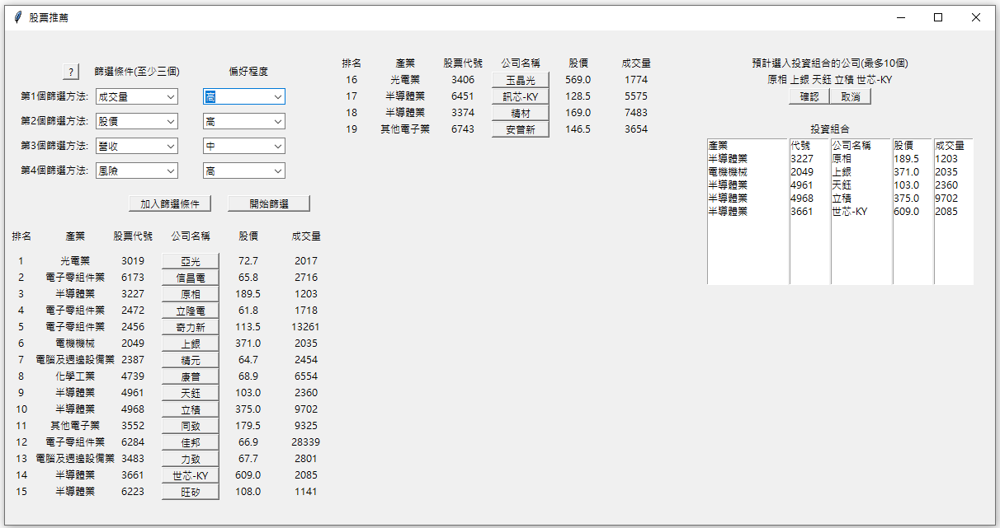 股票推薦
? 篩選條件(至少三個) 偏好程度
第1個篩選方法: 成交量 高
第2個篩選方法: 股價 高
第3個篩選方法: 營收 中
第4個篩選方法: 風險 高
加入篩選條件 開始篩選
排名 產業 股票代號 公司名稱 股價 成交量
1 光電業 3019 亞光 72.7 2017
2 電子零組件業 6173 信昌電 65.8 2716
3 半導體業 3227 原相 189.5 1203
4 電子零組件業 2472 立隆電 61.8 1718
5 電子零組件業 2456 奇力新 113.5 13261
6 電機機械 2049 上銀 371.0 2035
7 電腦及週邊設備業 2387 精元 64.7 2454
8 化學工業 4739 康普 68.9 6554
9 半導體業 4961 天鈺 103.0 2360
10 半導體業 4968 立積 375.0 9702
11 其他電子業 3552 同致 179.5 9325
12 電子零組件業 6284 佳邦 66.9 28339
13 電腦及週邊設備業 3483 力致 67.7 2801
14 半導體業 3661 世芯-KY 609.0 2085
15 半導體業 6223 旺矽 108.0 1141
排名 產業 股票代號 公司名稱 股價 成交量
16 光電業 3406 玉晶光 569.0 1774
17 半導體業 6451 訊芯-KY 128.5 5575
18 半導體業 3374 精材 169.0 7483
19 其他電子業 6743 安普新 146.5 3654
預計選入投資組合的公司(最多10個)
原相 上銀 天鈺 立積 世芯-KY
確認 取消
投資組合
產業 代號 公司名稱 股價 成交量
半導體業 3227 原相 189.5 1203
電機機械 2049 上銀 371.0 2035
半導體業 4961 天鈺 103.0 2360
半導體業 4968 立積 375.0 9702
半導體業 3661 世芯-KY 609.0 2085